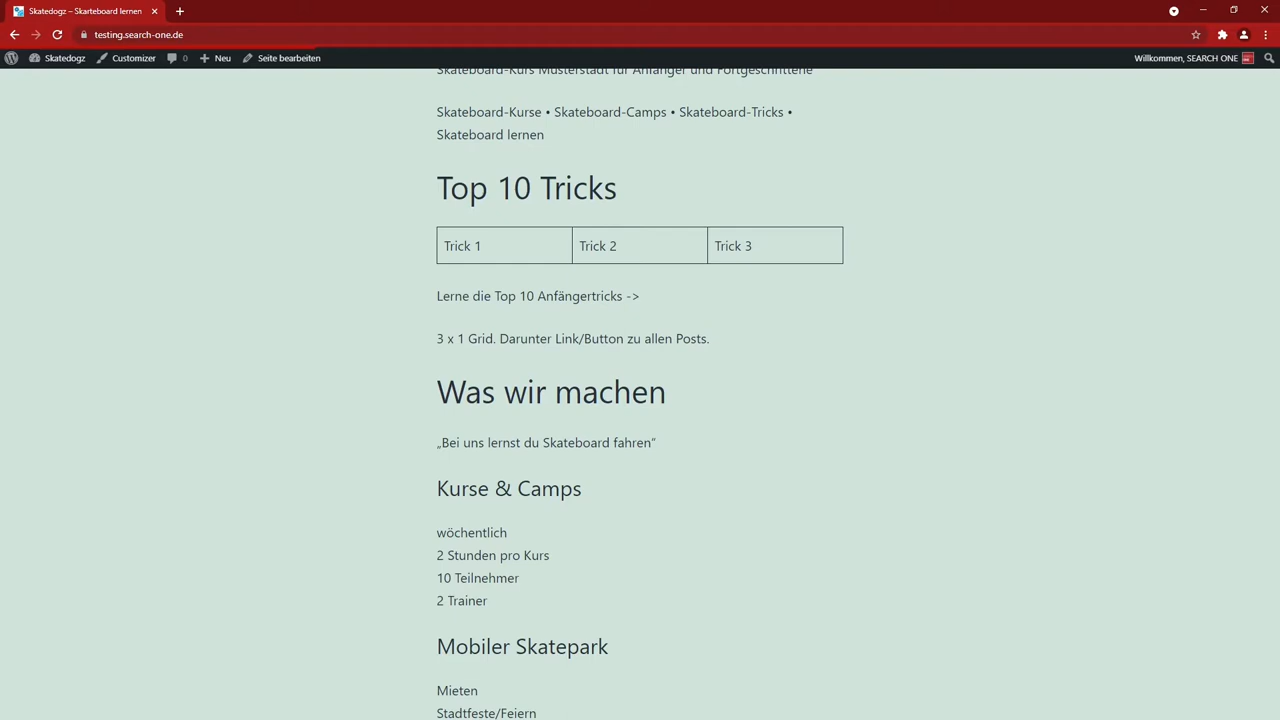 Skatedogz – Skarteboard lernen
testing.search-one.de
Skatedogz Customizer 0 Neu Seite bearbeiten Willkommen, SEARCH ONE
Skateboard-Kurs Musterstadt für Anfänger und Fortgeschrittene
Skateboard-Kurse • Skateboard-Camps • Skateboard-Tricks •
Skateboard lernen
Top 10 Tricks
Trick 1 Trick 2 Trick 3
Lerne die Top 10 Anfängertricks ->
3 x 1 Grid. Darunter Link/Button zu allen Posts.
Was wir machen
„Bei uns lernst du Skateboard fahren“
Kurse & Camps
wöchentlich
2 Stunden pro Kurs
10 Teilnehmer
2 Trainer
Mobiler Skatepark
Mieten
Stadtfeste/Feiern